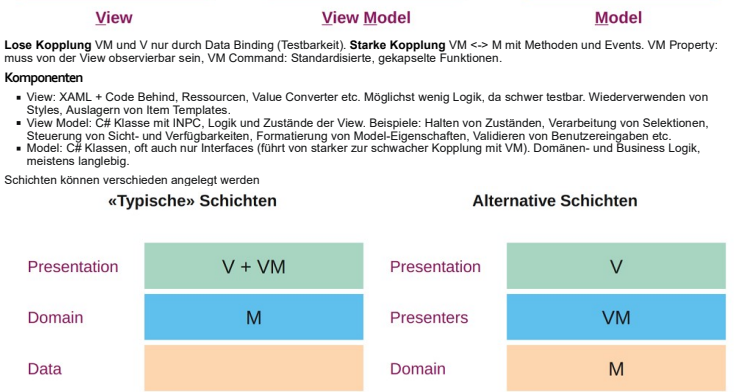 View View Model Model
Lose Kopplung VM und V nur durch Data Binding (Testbarkeit). Starke Kopplung VM <-> M mit Methoden und Events. VM Property:
muss von der View observierbar sein, VM Command: Standardisierte, gekapselte Funktionen.
Komponenten
▪ View: XAML + Code Behind, Ressourcen, Value Converter etc. Möglichst wenig Logik, da schwer testbar. Wiederverwenden von
Styles, Auslagern von Item Templates.
▪ View Model: C# Klasse mit INPC, Logik und Zustände der View. Beispiele: Halten von Zuständen, Verarbeitung von Selektionen,
Steuerung von Sicht- und Verfügbarkeiten, Formatierung von Model-Eigenschaften, Validieren von Benutzereingaben etc.
▪ Model: C# Klassen, oft auch nur Interfaces (führt von starker zur schwacher Kopplung mit VM). Domänen- und Business Logik,
meistens langlebig.
Schichten können verschieden angelegt werden
«Typische» Schichten Alternative Schichten
Presentation V + VM Presentation V
Domain M Presenters VM
Data Domain M